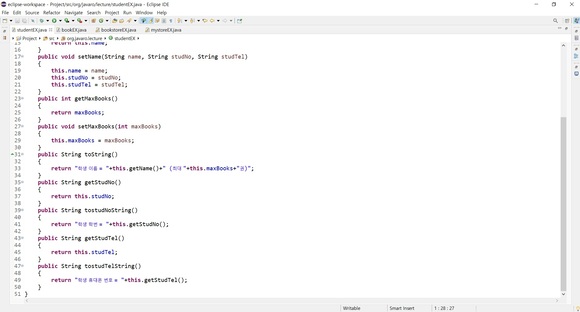 eclipse-workspace - Project/src/org/javaro/lecture/studentEX.java - Eclipse IDE
File Edit Source Refactor Navigate Search Project Run Window Help
studentEX.java bookEX.java bookstoreEX.java mystoreEX.java
Project src org.javaro.lecture studentEX
15 return this.name;
16 }
17 public void setName(String name, String studNo, String studTel)
18 {
19 this.name = name;
20 this.studNo = studNo;
21 this.studTel = studTel;
22 }
23 public int getMaxBooks()
24 {
25 return maxBooks;
26 }
27 public void setMaxBooks(int maxBooks)
28 {
29 this.maxBooks = maxBooks;
30 }
31 public String toString()
32 {
33 return "학생 이름 = "+this.getName()+" (최대 "+this.maxBooks+"권)";
34 }
35 public String getStudNo()
36 {
37 return this.studNo;
38 }
39 public String tostudNoString()
40 {
41 return "학생 학번 = "+this.getStudNo();
42 }
43 public String getStudTel()
44 {
45 return this.studTel;
46 }
47 public String tostudTelString()
48 {
49 return "학생 휴대폰 번호 = "+this.getStudTel();
50 }
51 }
Writable Smart Insert 1 : 28 : 27